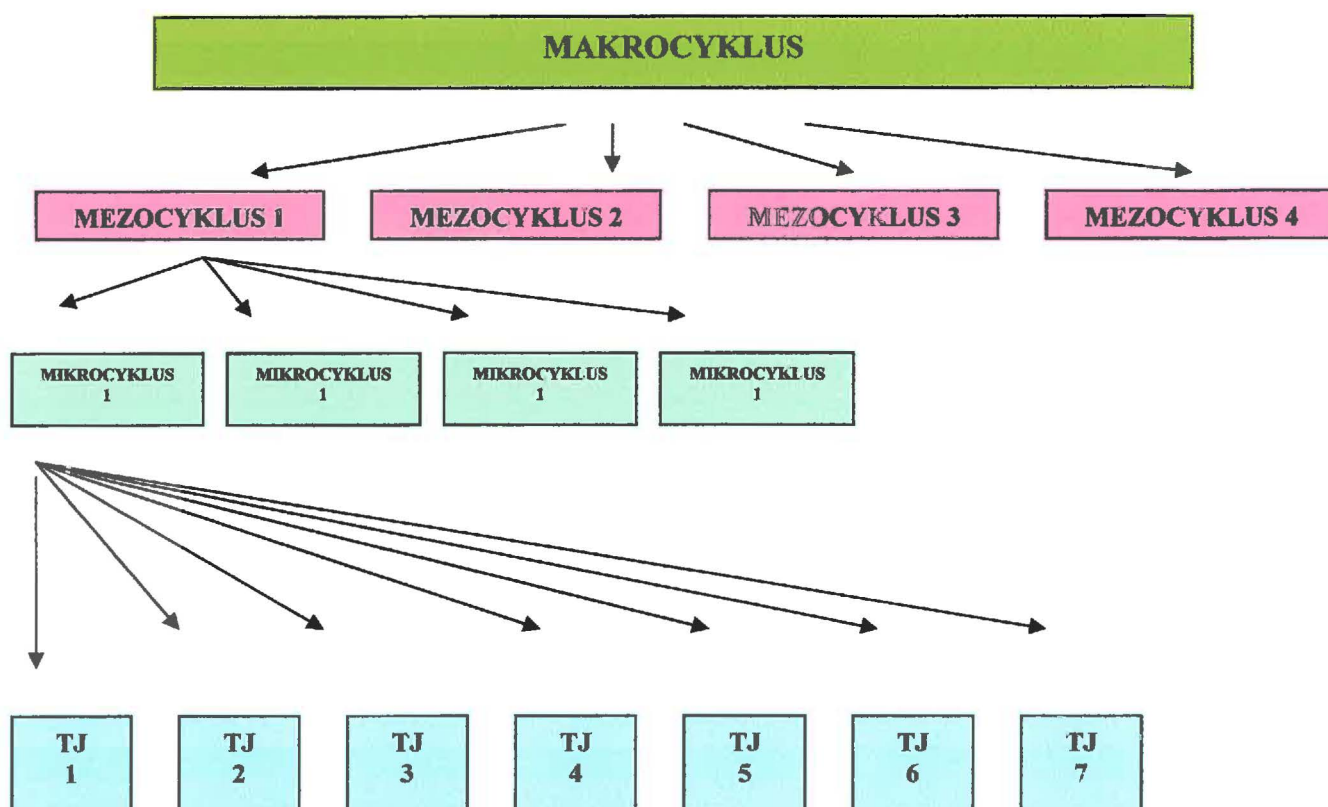 MAKROCYKLUS
MEZOCYKLUS 1
MEZOCYKLUS 2
MEZOCYKLUS 3
MEZOCYKLUS 4
MIKROCYKLUS
1
MIKROCYKLUS
1
MIKROCYKLUS
1
MIKROCYKLUS
1
TJ
1
TJ
2
TJ
3
TJ
4
TJ
5
TJ
6
TJ
7